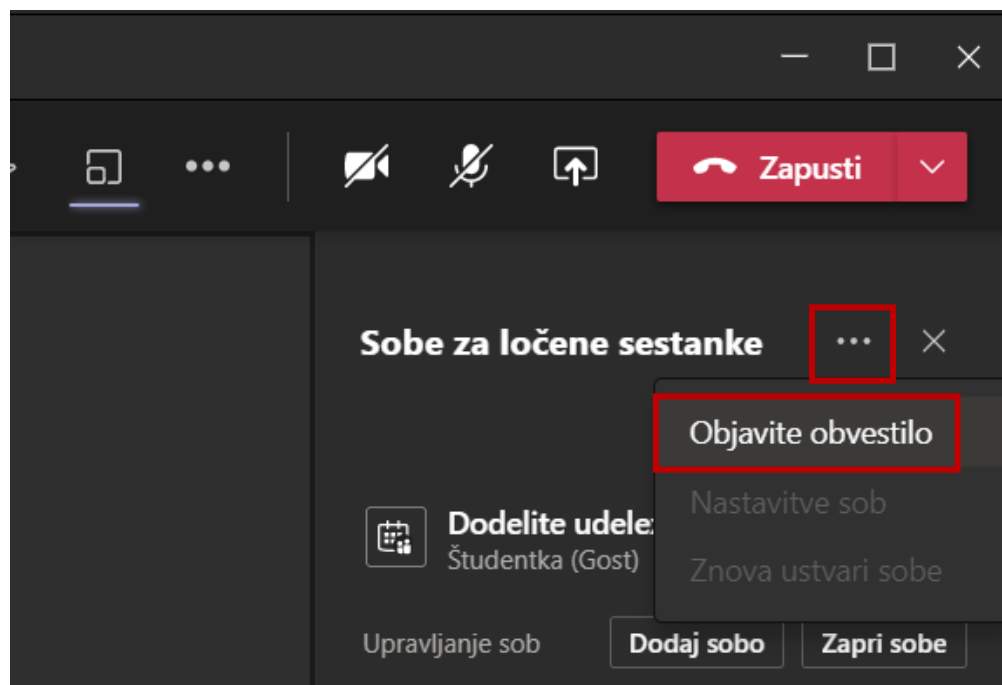 Zapusti
Sobe za ločene sestanke
Objavite obvestilo
Nastavitve sob
Dodelite
Študentka (Gost)
Znova ustvari sobe
Upravljanje sob
Dodaj sobo
Zapri sobe